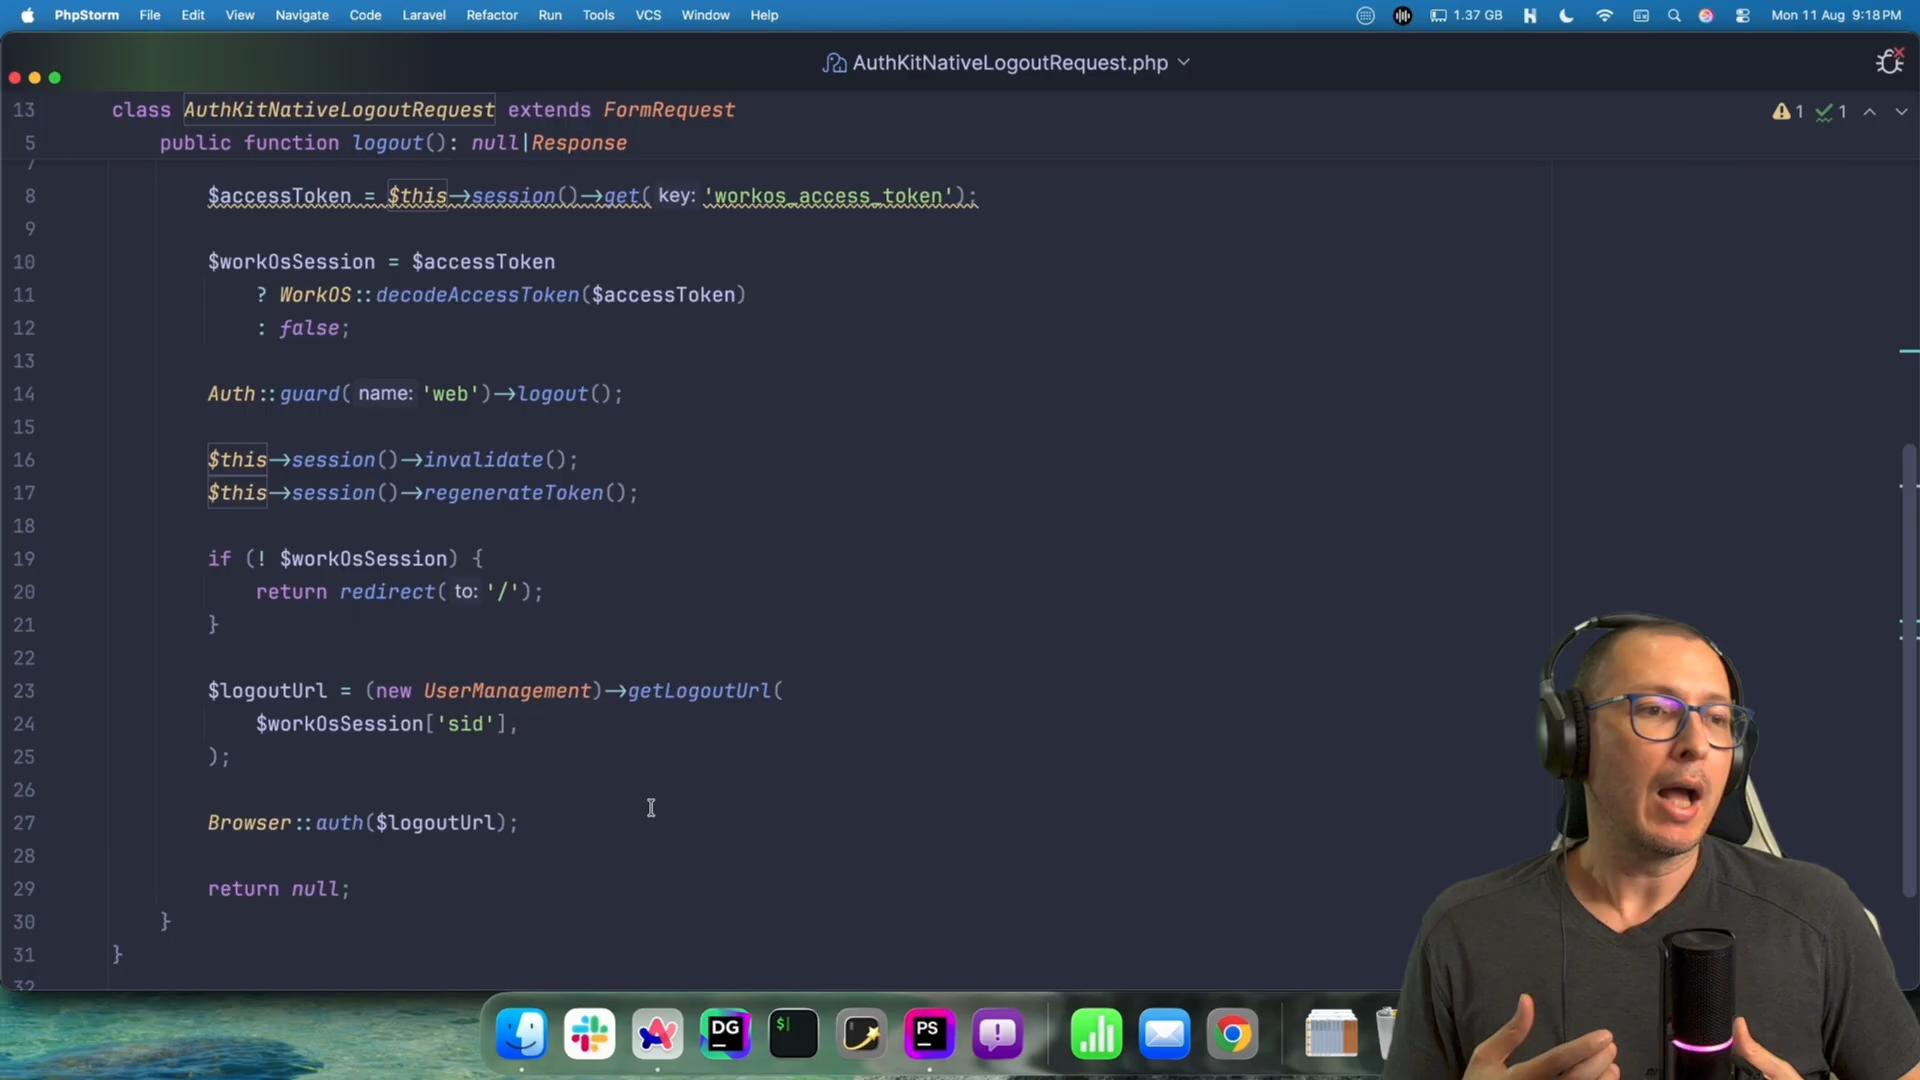 PhpStorm File Edit View Navigate Code Laravel Refactor Run Tools VCS Window Help 1.37 GB Mon 11 Aug 9:18 PM
AuthKitNativeLogoutRequest.php
13 class AuthKitNativeLogoutRequest extends FormRequest
1 1
5 public function logout(): null|Response
7
8 $accessToken = $this→session()→get( key: 'workos_access_token');
9
10 $workOsSession = $accessToken
11 ? WorkOS::decodeAccessToken($accessToken)
12 : false;
13
14 Auth::guard( name: 'web')→logout();
15
16 $this→session()→invalidate();
17 $this→session()→regenerateToken();
18
19 if (! $workOsSession) {
20 return redirect( to: '/');
21 }
22
23 $logoutUrl = (new UserManagement)→getLogoutUrl(
24 $workOsSession['sid'],
25 );
26
27 Browser::auth($logoutUrl);
28
29 return null;
30 }
31 }
32
DG
$
PS